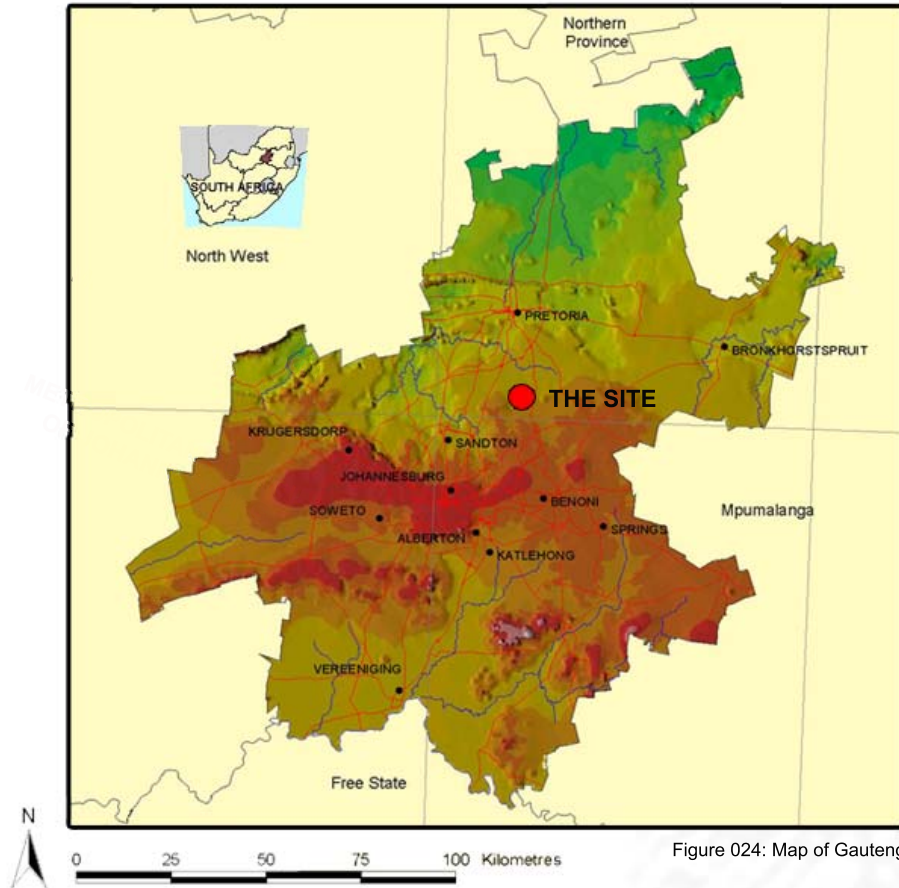 Northern
Province
SOUTH AFRICA
North West
PRETORIA
BRONKHORSTSPRUIT
THE SITE
KRUGERSDORP
SANDTON
JOHANNESBURG
BENONI
SOWETO
Mpumalanga
SPRINGS
ALBERTON
KATLEHONG
VEREENIGING
Free State
N
0 25 50 75 100 Kilometres
Figure 024: Map of Gauteng